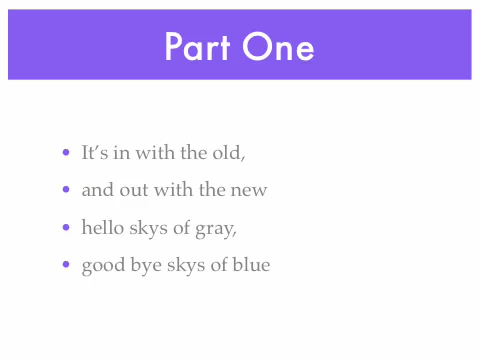 Part One
• It’s in with the old,
• and out with the new
• hello skys of gray,
• good bye skys of blue